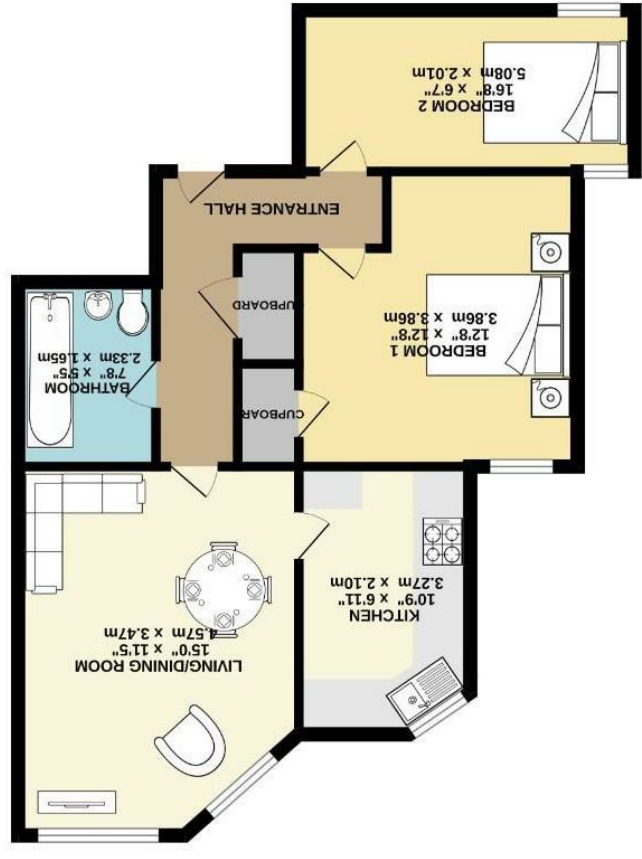 LIVING/DINING ROOM
15'0" x 11'5"
4.57m x 3.47m
KITCHEN
10'9" x 6'11"
3.27m x 2.10m
BATHROOM
7'8" x 5'5"
2.33m x 1.65m
CUPBOARD
CUPBOARD
BEDROOM 1
12'8" x 12'8"
3.86m x 3.86m
ENTRANCE HALL
BEDROOM 2
16'8" x 6'7"
5.08m x 2.01m